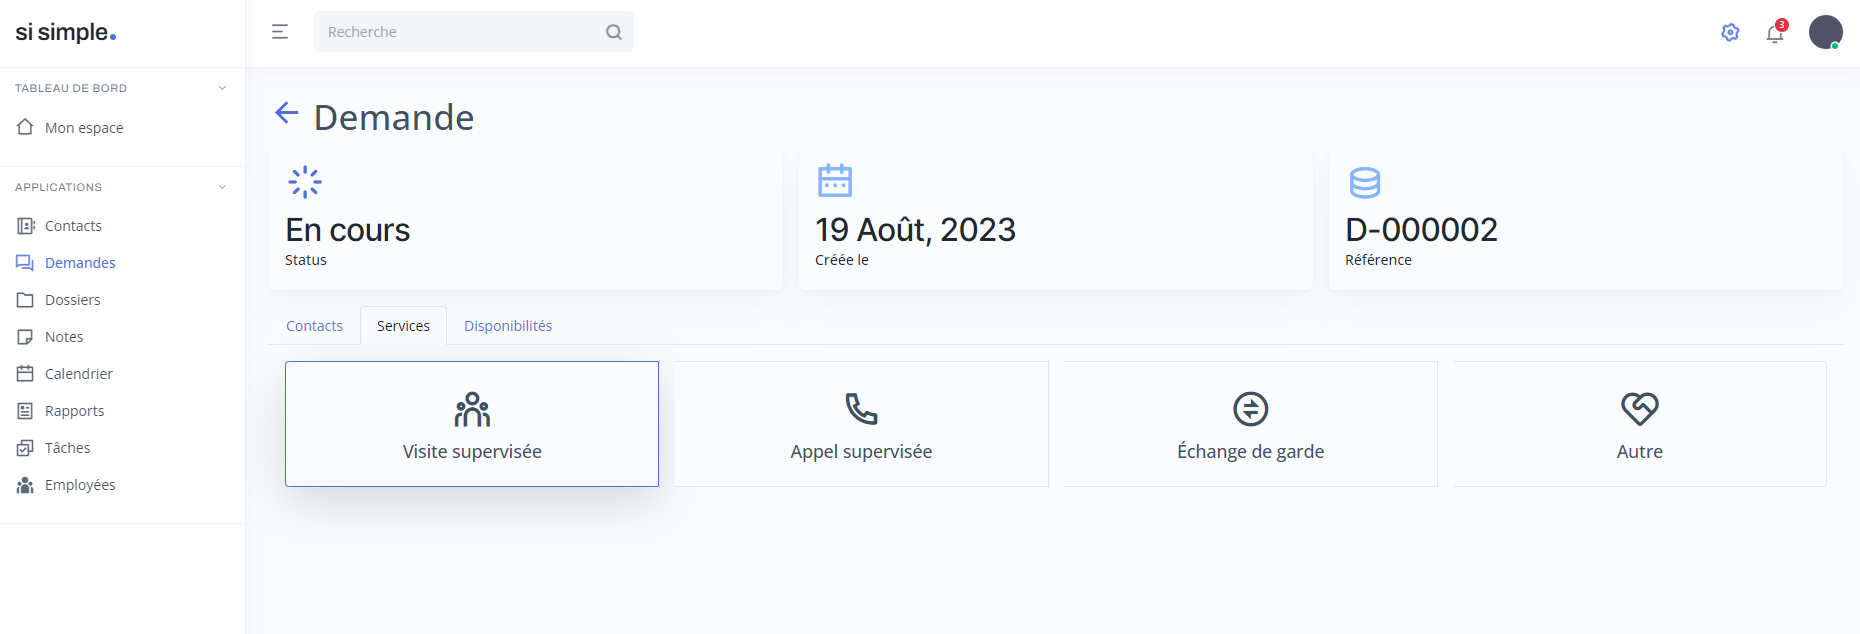 si simple.
Recherche
3
TABLEAU DE BORD
Mon espace
APPLICATIONS
Contacts
Demandes
Dossiers
Notes
Calendrier
Rapports
Tâches
Employées
Demande
En cours
Status
19 Août, 2023
Créée le
D-000002
Référence
Contacts Services Disponibilités
Visite supervisée
Appel supervisée
Échange de garde
Autre